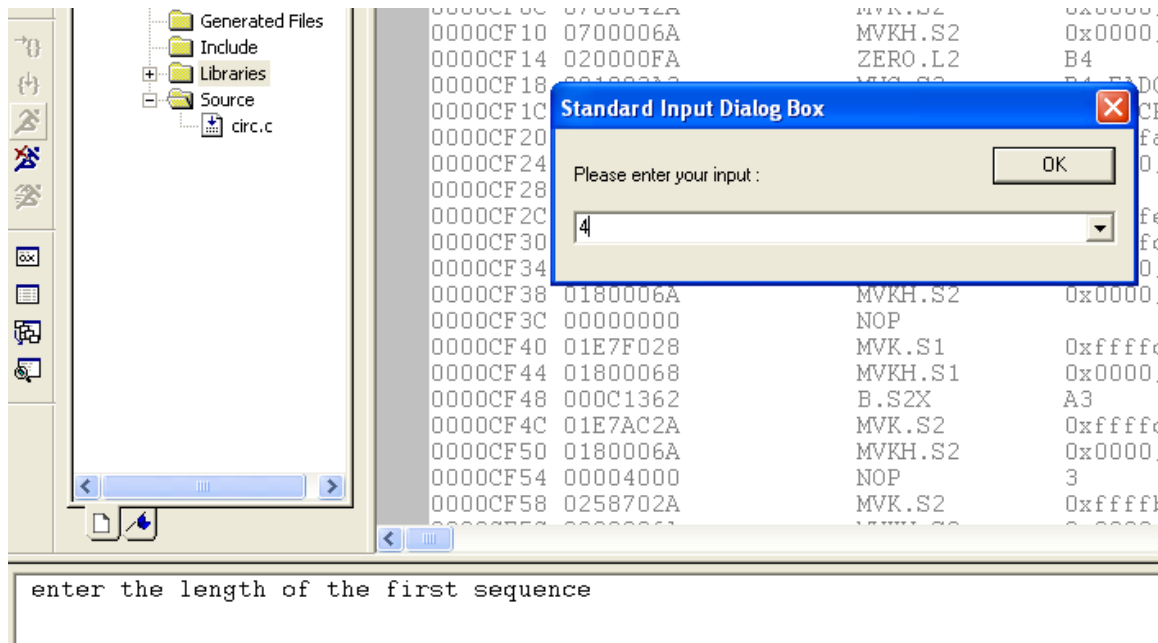 Generated Files
Include
Libraries
Source
circ.c
0000CF10 0700006A MVKH.S2 0x0000
0000CF14 020000FA ZERO.L2 B4
0000CF18
0000CF1C
0000CF20
0000CF24
0000CF28
0000CF2C
0000CF30
0000CF34
0000CF38 0180006A MVKH.S2 0x0000
0000CF3C 00000000 NOP
0000CF40 01E7F028 MVK.S1 0xffff
0000CF44 01800068 MVKH.S1 0x0000
0000CF48 000C1362 B.S2X A3
0000CF4C 01E7AC2A MVK.S2 0xffff
0000CF50 0180006A MVKH.S2 0x0000
0000CF54 00004000 NOP 3
0000CF58 0258702A MVK.S2 0xffff
Standard Input Dialog Box
Please enter your input :
OK
4
enter the length of the first sequence